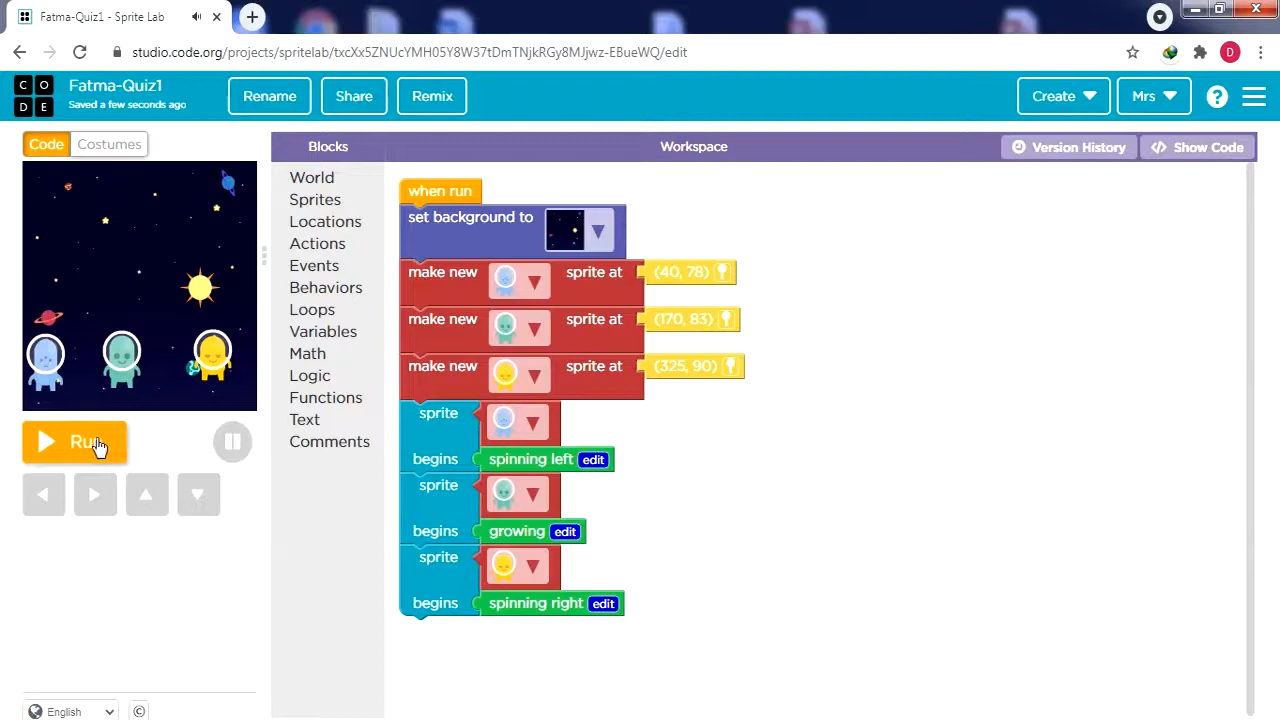 Fatma-Quiz1 - Sprite Lab
studio.code.org/projects/spritelab/txcXx5ZNUcYMH05Y8W37tDmTNjkRGy8MJjwz-EBueWQ/edit
D
C O
D E
Fatma-Quiz1
Saved a few seconds ago
Rename
Share
Remix
Create
Mrs
?
Code
Costumes
Blocks
Workspace
Version History
Show Code
World
Sprites
Locations
Actions
Events
Behaviors
Loops
Variables
Math
Logic
Functions
Text
Comments
when run
set background to
make new sprite at (40, 78)
make new sprite at (170, 83)
make new sprite at (325, 90)
sprite
begins spinning left edit
sprite
begins growing edit
sprite
begins spinning right edit
Run
English
©